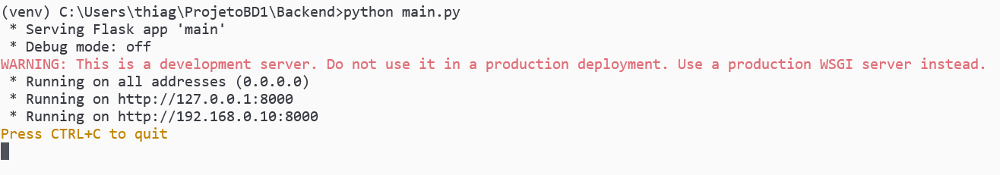 (venv) C:\Users\thiag\ProjetoBD1\Backend>python main.py
 * Serving Flask app 'main'
 * Debug mode: off
WARNING: This is a development server. Do not use it in a production deployment. Use a production WSGI server instead.
 * Running on all addresses (0.0.0.0)
 * Running on http://127.0.0.1:8000
 * Running on http://192.168.0.10:8000
Press CTRL+C to quit